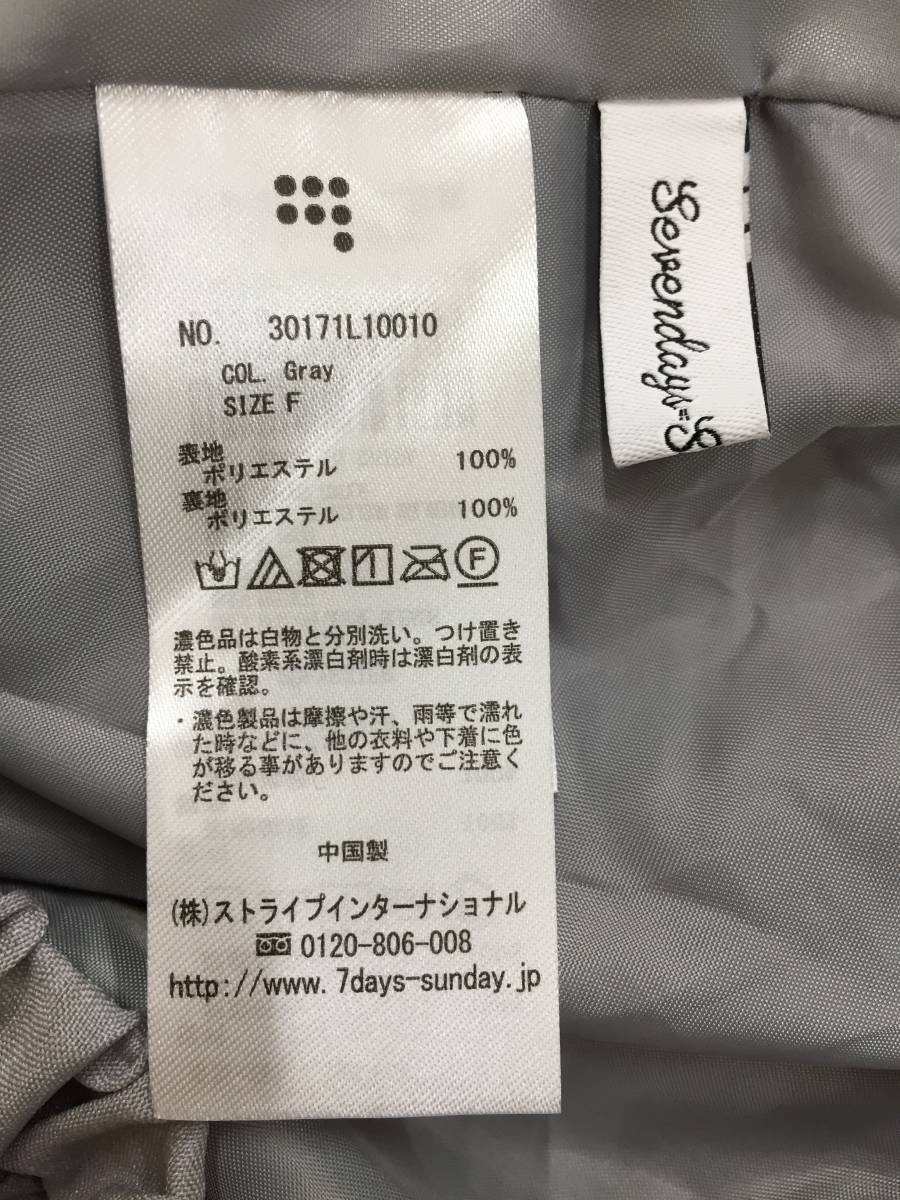 NO. 30171L10010
COL. Gray
SIZE F
表地
ポリエステル 100%
裏地
ポリエステル 100%
F
濃色品は白物と分別洗い。つけ置き
禁止。酸素系漂白剤時は漂白剤の表
示を確認。
・濃色製品は摩擦や汗、雨等で濡れ
た時などに、他の衣料や下着に色
が移る事がありますのでご注意く
ださい。
中国製
(株)ストライプインターナショナル
0120-806-008
http://www.7days-sunday.jp
Sevendays=S